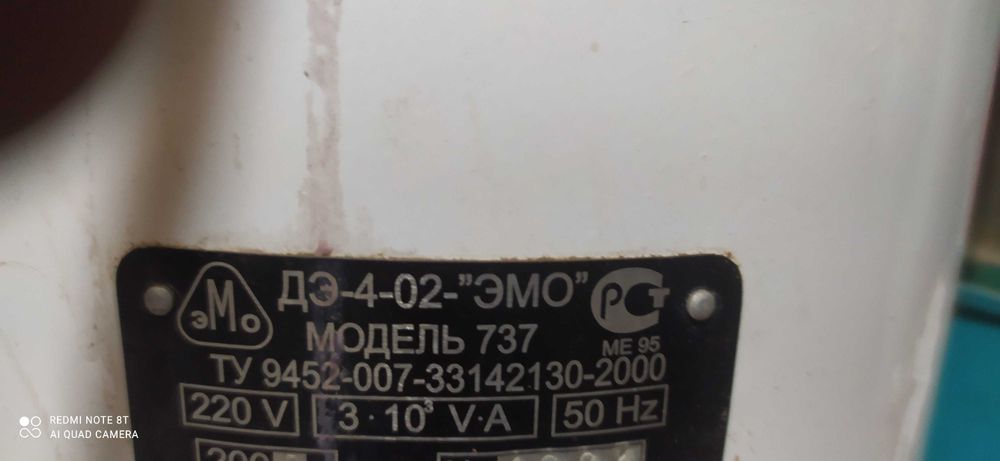 ЭМО
ДЭ-4-02-"ЭМО"
РСТ
МОДЕЛЬ 737
МЕ 95
ТУ 9452-007-33142130-2000
220 V
3·10³ V·A
50 Hz
REDMI NOTE 8T
AI QUAD CAMERA